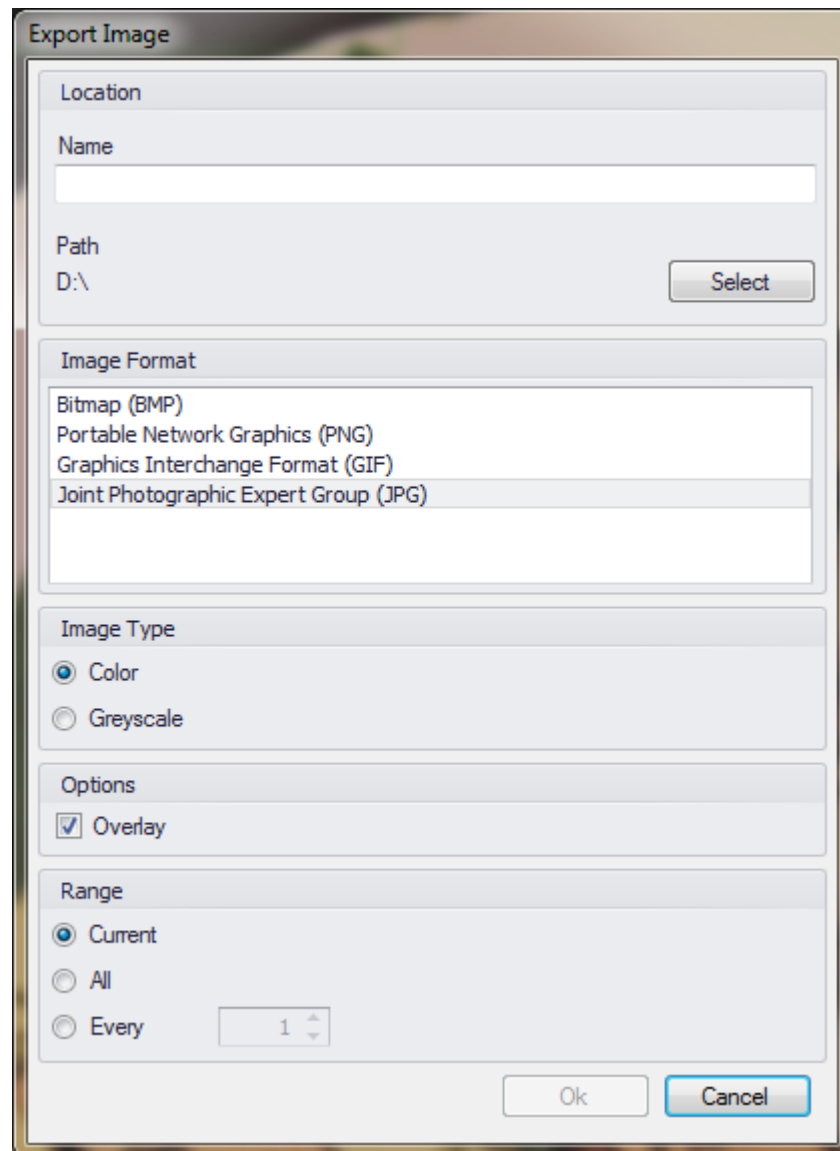 Export Image
Location
Name
Path
D:\
Select
Image Format
Bitmap (BMP)
Portable Network Graphics (PNG)
Graphics Interchange Format (GIF)
Joint Photographic Expert Group (JPG)
Image Type
Color
Greyscale
Options
Overlay
Range
Current
All
Every 1
Ok Cancel